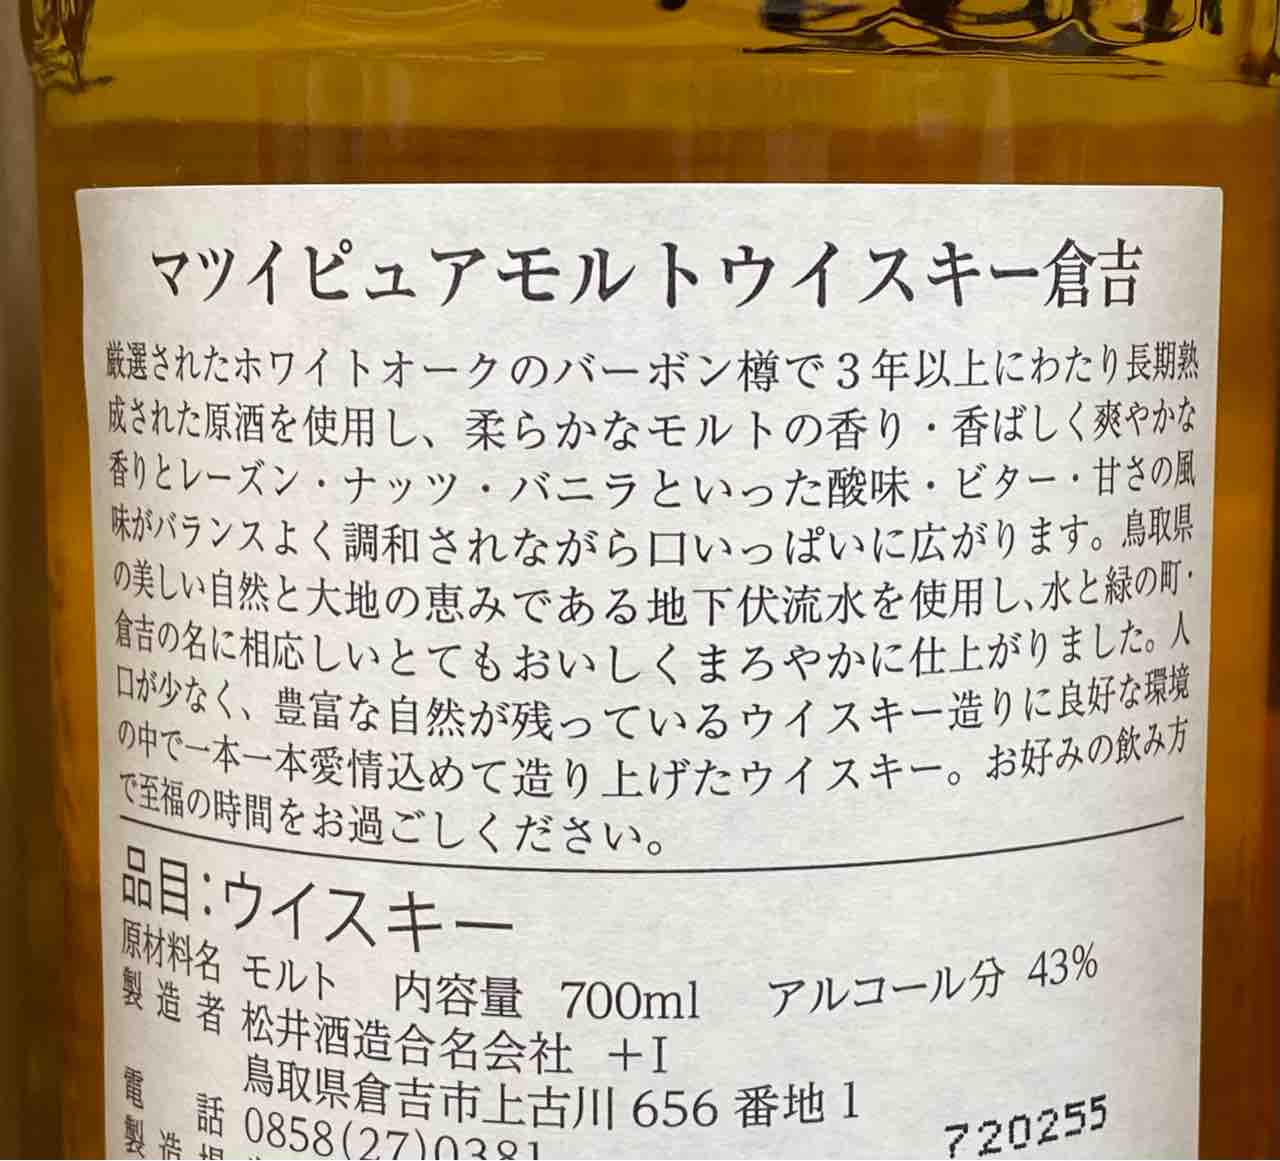 マツイピュアモルトウイスキー倉吉
厳選されたホワイトオークのバーボン樽で３年以上にわたり長期熟
成された原酒を使用し、柔らかなモルトの香り・香ばしく爽やかな
香りとレーズン・ナッツ・バニラといった酸味・ビター・甘さの風
味がバランスよく調和されながら口いっぱいに広がります。鳥取県
の美しい自然と大地の恵みである地下伏流水を使用し、水と緑の町・
倉吉の名に相応しいとてもおいしくまろやかに仕上がりました。人
口が少なく、豊富な自然が残っているウイスキー造りに良好な環境
の中で一本一本愛情込めて造り上げたウイスキー。お好みの飲み方
で至福の時間をお過ごしください。
品目：ウイスキー
原材料名 モルト 内容量 700ml アルコール分 43%
製造者 松井酒造合名会社 +I
鳥取県倉吉市上古川 656 番地 1
電話 0858(27)0381
720255
製造場